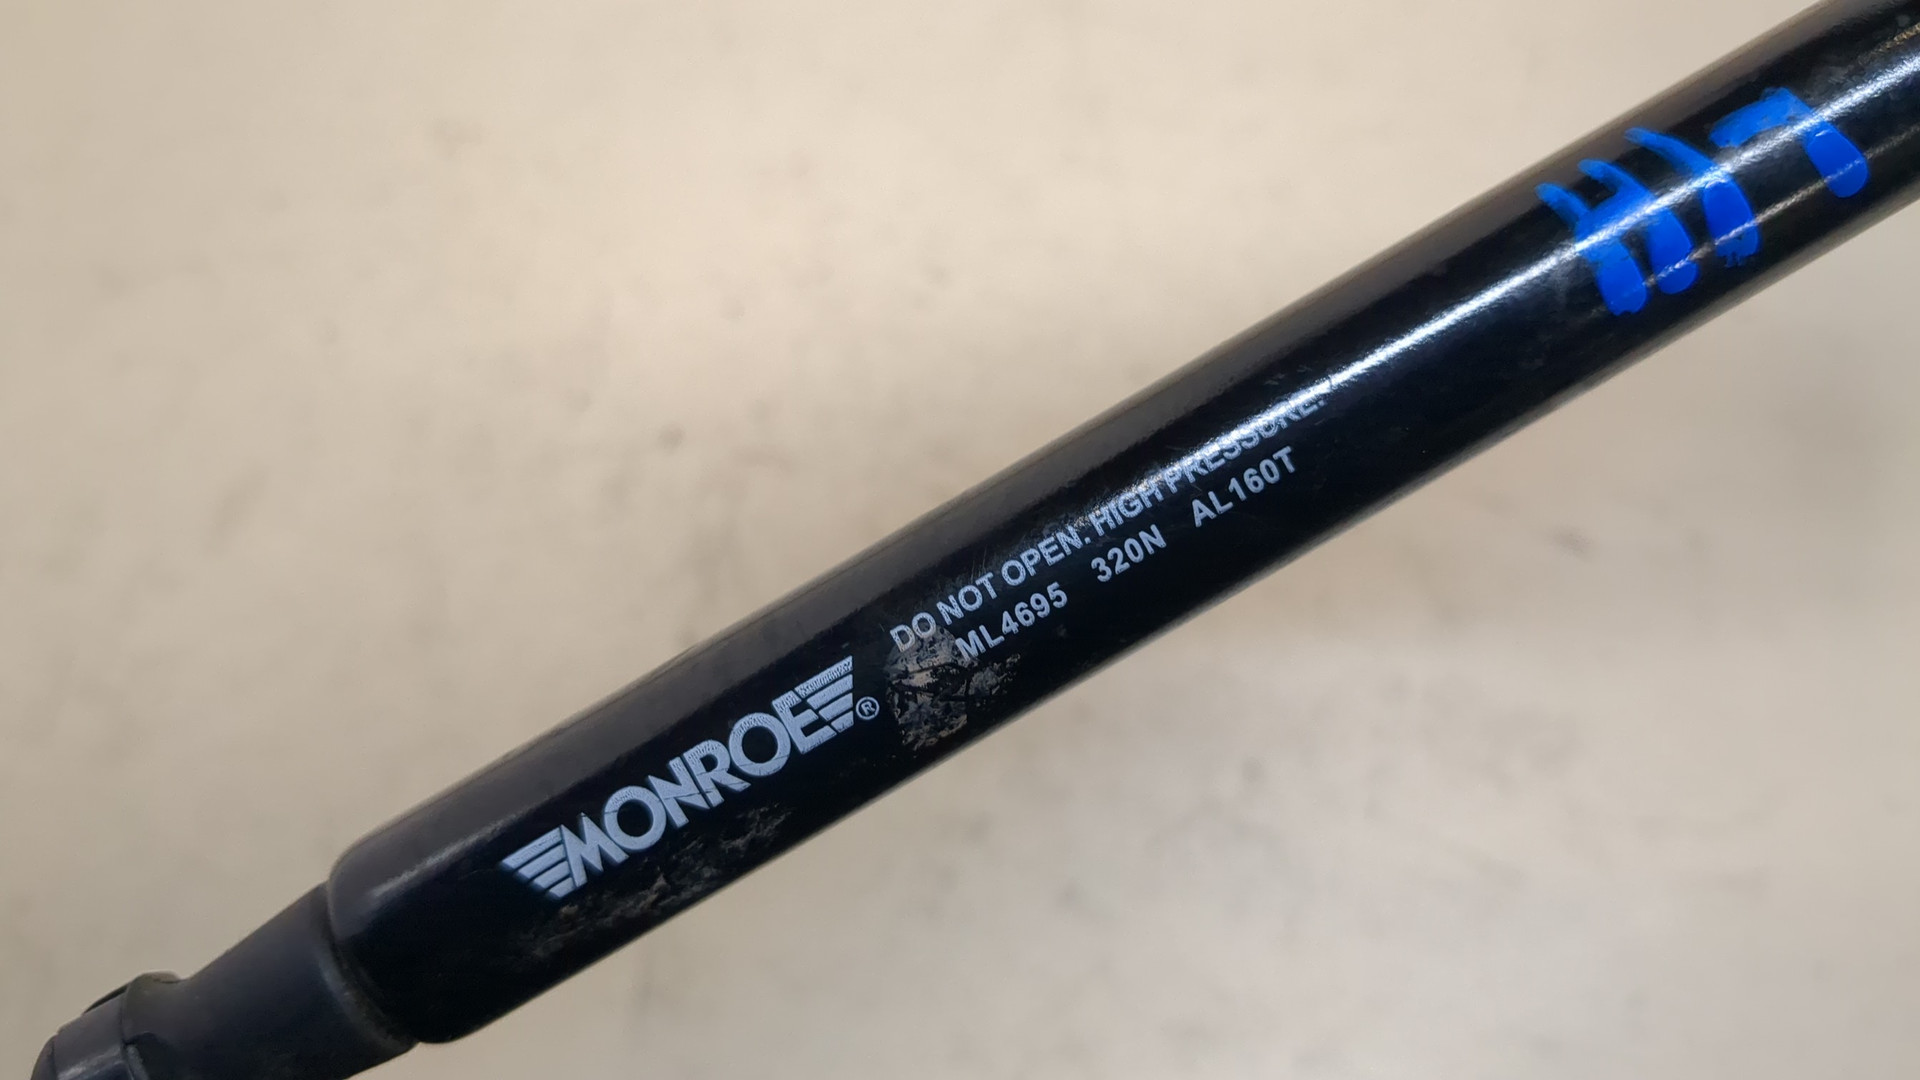 MONROE®
DO NOT OPEN. HIGH PRESSURE.
ML4695 320N AL160T